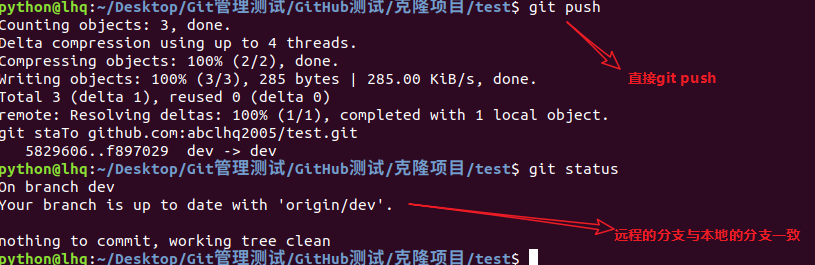 python@lhq:~/Desktop/Git管理测试/GitHub测试/克隆项目/test$ git push
Counting objects: 3, done.
Delta compression using up to 4 threads.
Compressing objects: 100% (2/2), done.
Writing objects: 100% (3/3), 285 bytes | 285.00 KiB/s, done.
Total 3 (delta 1), reused 0 (delta 0)
remote: Resolving deltas: 100% (1/1), completed with 1 local object.
git staTo github.com:abclhq2005/test.git
   5829606..f897029  dev -> dev
直接git push
python@lhq:~/Desktop/Git管理测试/GitHub测试/克隆项目/test$ git status
On branch dev
Your branch is up to date with 'origin/dev'.
远程的分支与本地的分支一致
nothing to commit, working tree clean
python@lhq:~/Desktop/Git管理测试/GitHub测试/克隆项目/test$